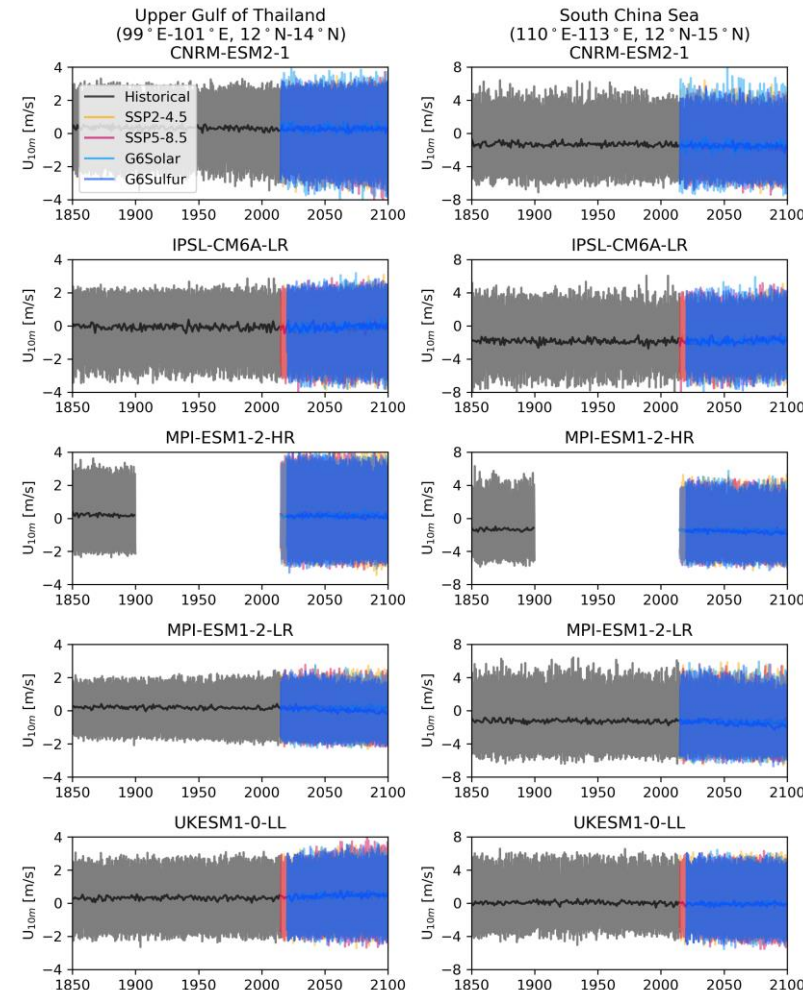 Upper Gulf of Thailand
(99°E-101°E, 12°N-14°N)
CNRM-ESM2-1
South China Sea
(110°E-113°E, 12°N-15°N)
CNRM-ESM2-1
U10m [m/s]
4
2
0
−2
−4
Historical
SSP2-4.5
SSP5-8.5
G6Solar
G6Sulfur
1850 1900 1950 2000 2050 2100
U10m [m/s]
8
4
0
−4
−8
1850 1900 1950 2000 2050 2100
IPSL-CM6A-LR
U10m [m/s]
4
2
0
−2
−4
1850 1900 1950 2000 2050 2100
IPSL-CM6A-LR
U10m [m/s]
8
4
0
−4
−8
1850 1900 1950 2000 2050 2100
MPI-ESM1-2-HR
U10m [m/s]
4
2
0
−2
−4
1850 1900 1950 2000 2050 2100
MPI-ESM1-2-HR
U10m [m/s]
8
4
0
−4
−8
1850 1900 1950 2000 2050 2100
MPI-ESM1-2-LR
U10m [m/s]
4
2
0
−2
−4
1850 1900 1950 2000 2050 2100
MPI-ESM1-2-LR
U10m [m/s]
8
4
0
−4
−8
1850 1900 1950 2000 2050 2100
UKESM1-0-LL
U10m [m/s]
4
2
0
−2
−4
1850 1900 1950 2000 2050 2100
UKESM1-0-LL
U10m [m/s]
8
4
0
−4
−8
1850 1900 1950 2000 2050 2100